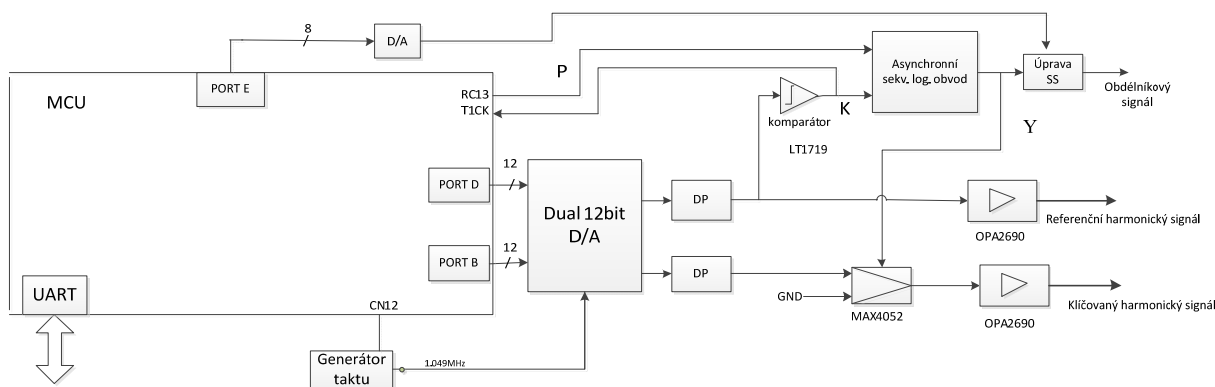 8
D/A
PORT E
MCU
RC13
T1CK
P
K
komparátor
LT1719
Asynchronní
sekv. log. obvod
Úprava
SS
Obdélníkový
signál
Y
PORT D
12
PORT B
12
Dual 12bit
D/A
DP
DP
GND
MAX4052
OPA2690
Referenční harmonický signál
OPA2690
Klíčovaný harmonický signál
UART
CN12
Generátor
taktu
1.049MHz